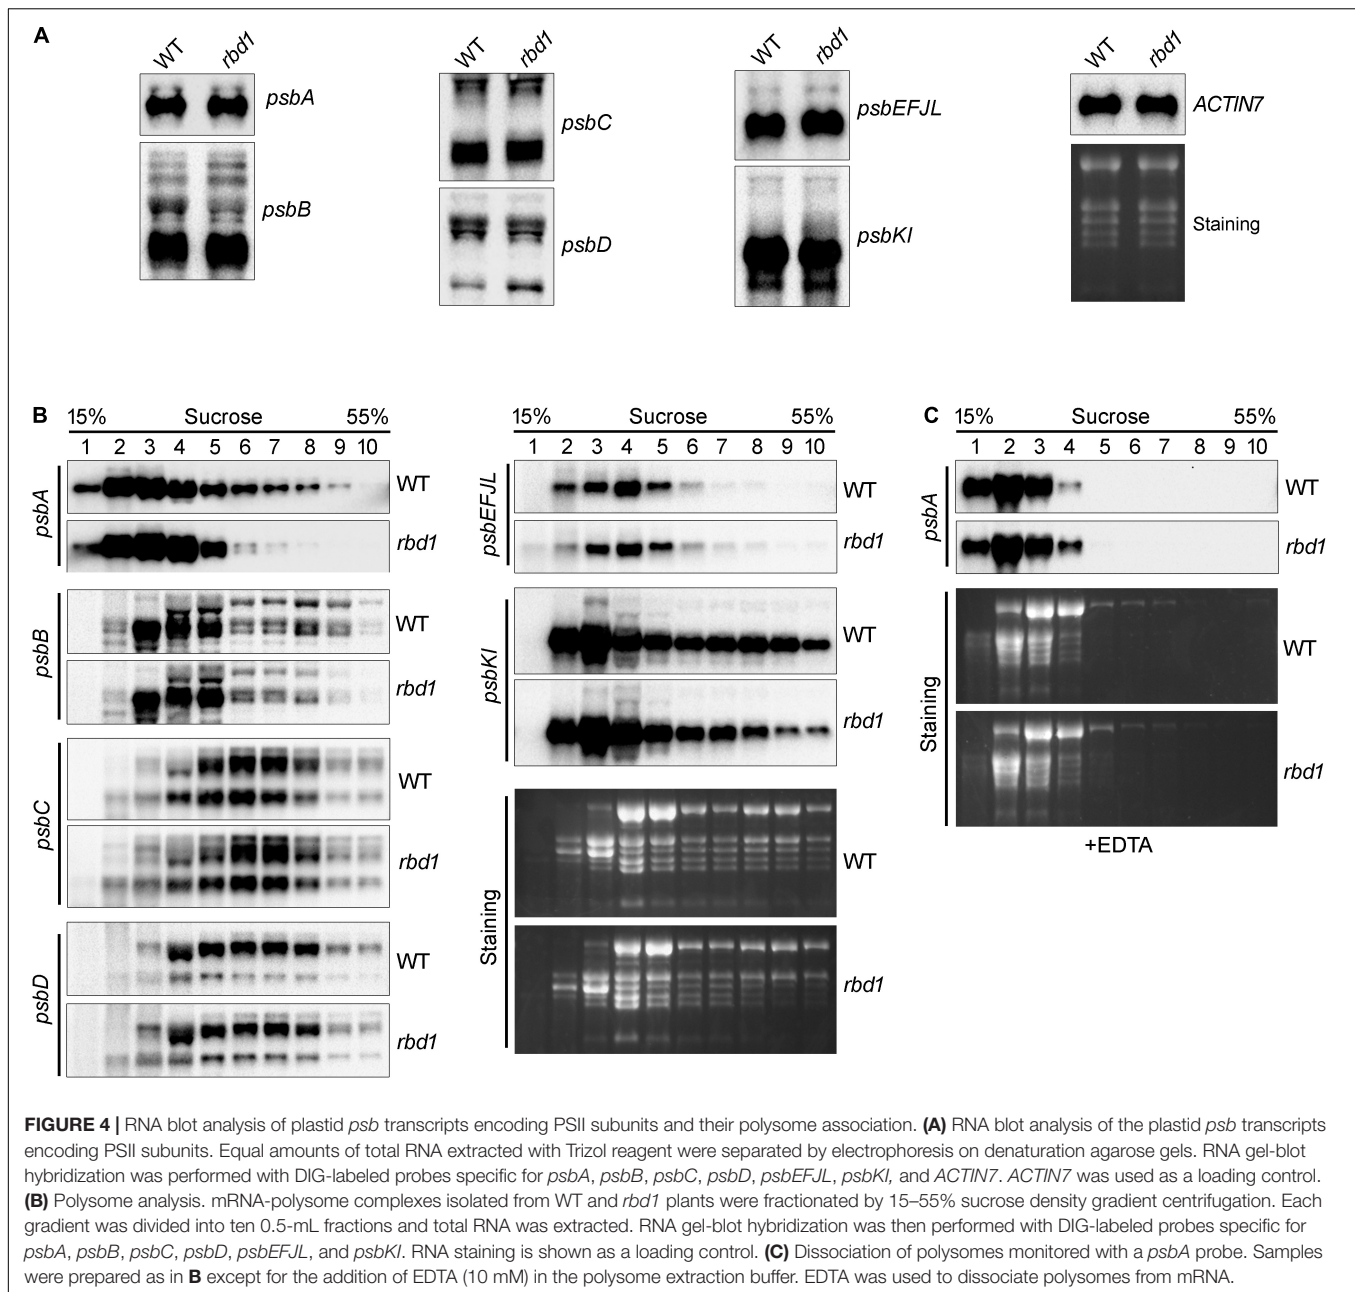 A
WT rbd1
psbA
psbB
WT rbd1
psbC
psbD
WT rbd1
psbEFJL
psbKI
WT rbd1
ACTIN7
Staining
B
15% Sucrose 55%
1 2 3 4 5 6 7 8 9 10
psbA
WT
rbd1
psbB
WT
rbd1
psbC
WT
rbd1
psbD
WT
rbd1
15% Sucrose 55%
1 2 3 4 5 6 7 8 9 10
psbEFJL
WT
rbd1
psbKI
WT
rbd1
Staining
WT
rbd1
C
15% Sucrose 55%
1 2 3 4 5 6 7 8 9 10
psbA
WT
rbd1
Staining
WT
rbd1
+EDTA
FIGURE 4 | RNA blot analysis of plastid psb transcripts encoding PSII subunits and their polysome association. (A) RNA blot analysis of the plastid psb transcripts
encoding PSII subunits. Equal amounts of total RNA extracted with Trizol reagent were separated by electrophoresis on denaturation agarose gels. RNA gel-blot
hybridization was performed with DIG-labeled probes specific for psbA, psbB, psbC, psbD, psbEFJL, psbKI, and ACTIN7. ACTIN7 was used as a loading control.
(B) Polysome analysis. mRNA-polysome complexes isolated from WT and rbd1 plants were fractionated by 15–55% sucrose density gradient centrifugation. Each
gradient was divided into ten 0.5-mL fractions and total RNA was extracted. RNA gel-blot hybridization was then performed with DIG-labeled probes specific for
psbA, psbB, psbC, psbD, psbEFJL, and psbKI. RNA staining is shown as a loading control. (C) Dissociation of polysomes monitored with a psbA probe. Samples
were prepared as in B except for the addition of EDTA (10 mM) in the polysome extraction buffer. EDTA was used to dissociate polysomes from mRNA.